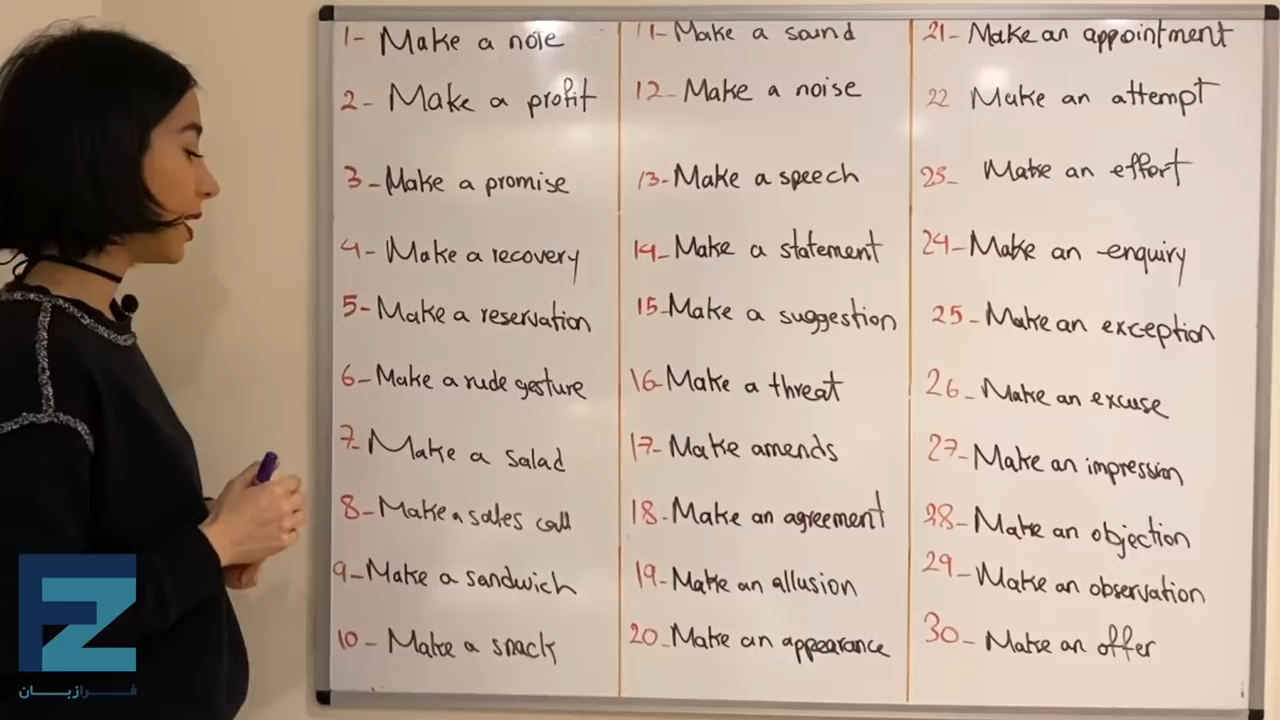 1- Make a note
2- Make a profit
3- Make a promise
4- Make a recovery
5- Make a reservation
6- Make a rude gesture
7- Make a salad
8- Make a sales call
9- Make a sandwich
10- Make a snack
11- Make a sound
12- Make a noise
13- Make a speech
14- Make a statement
15- Make a suggestion
16- Make a threat
17- Make amends
18- Make an agreement
19- Make an allusion
20- Make an appearance
21- Make an appointment
22 Make an attempt
23- Make an effort
24- Make an enquiry
25- Make an exception
26- Make an excuse
27- Make an impression
28- Make an objection
29- Make an observation
30- Make an offer
FZ
فرازبان